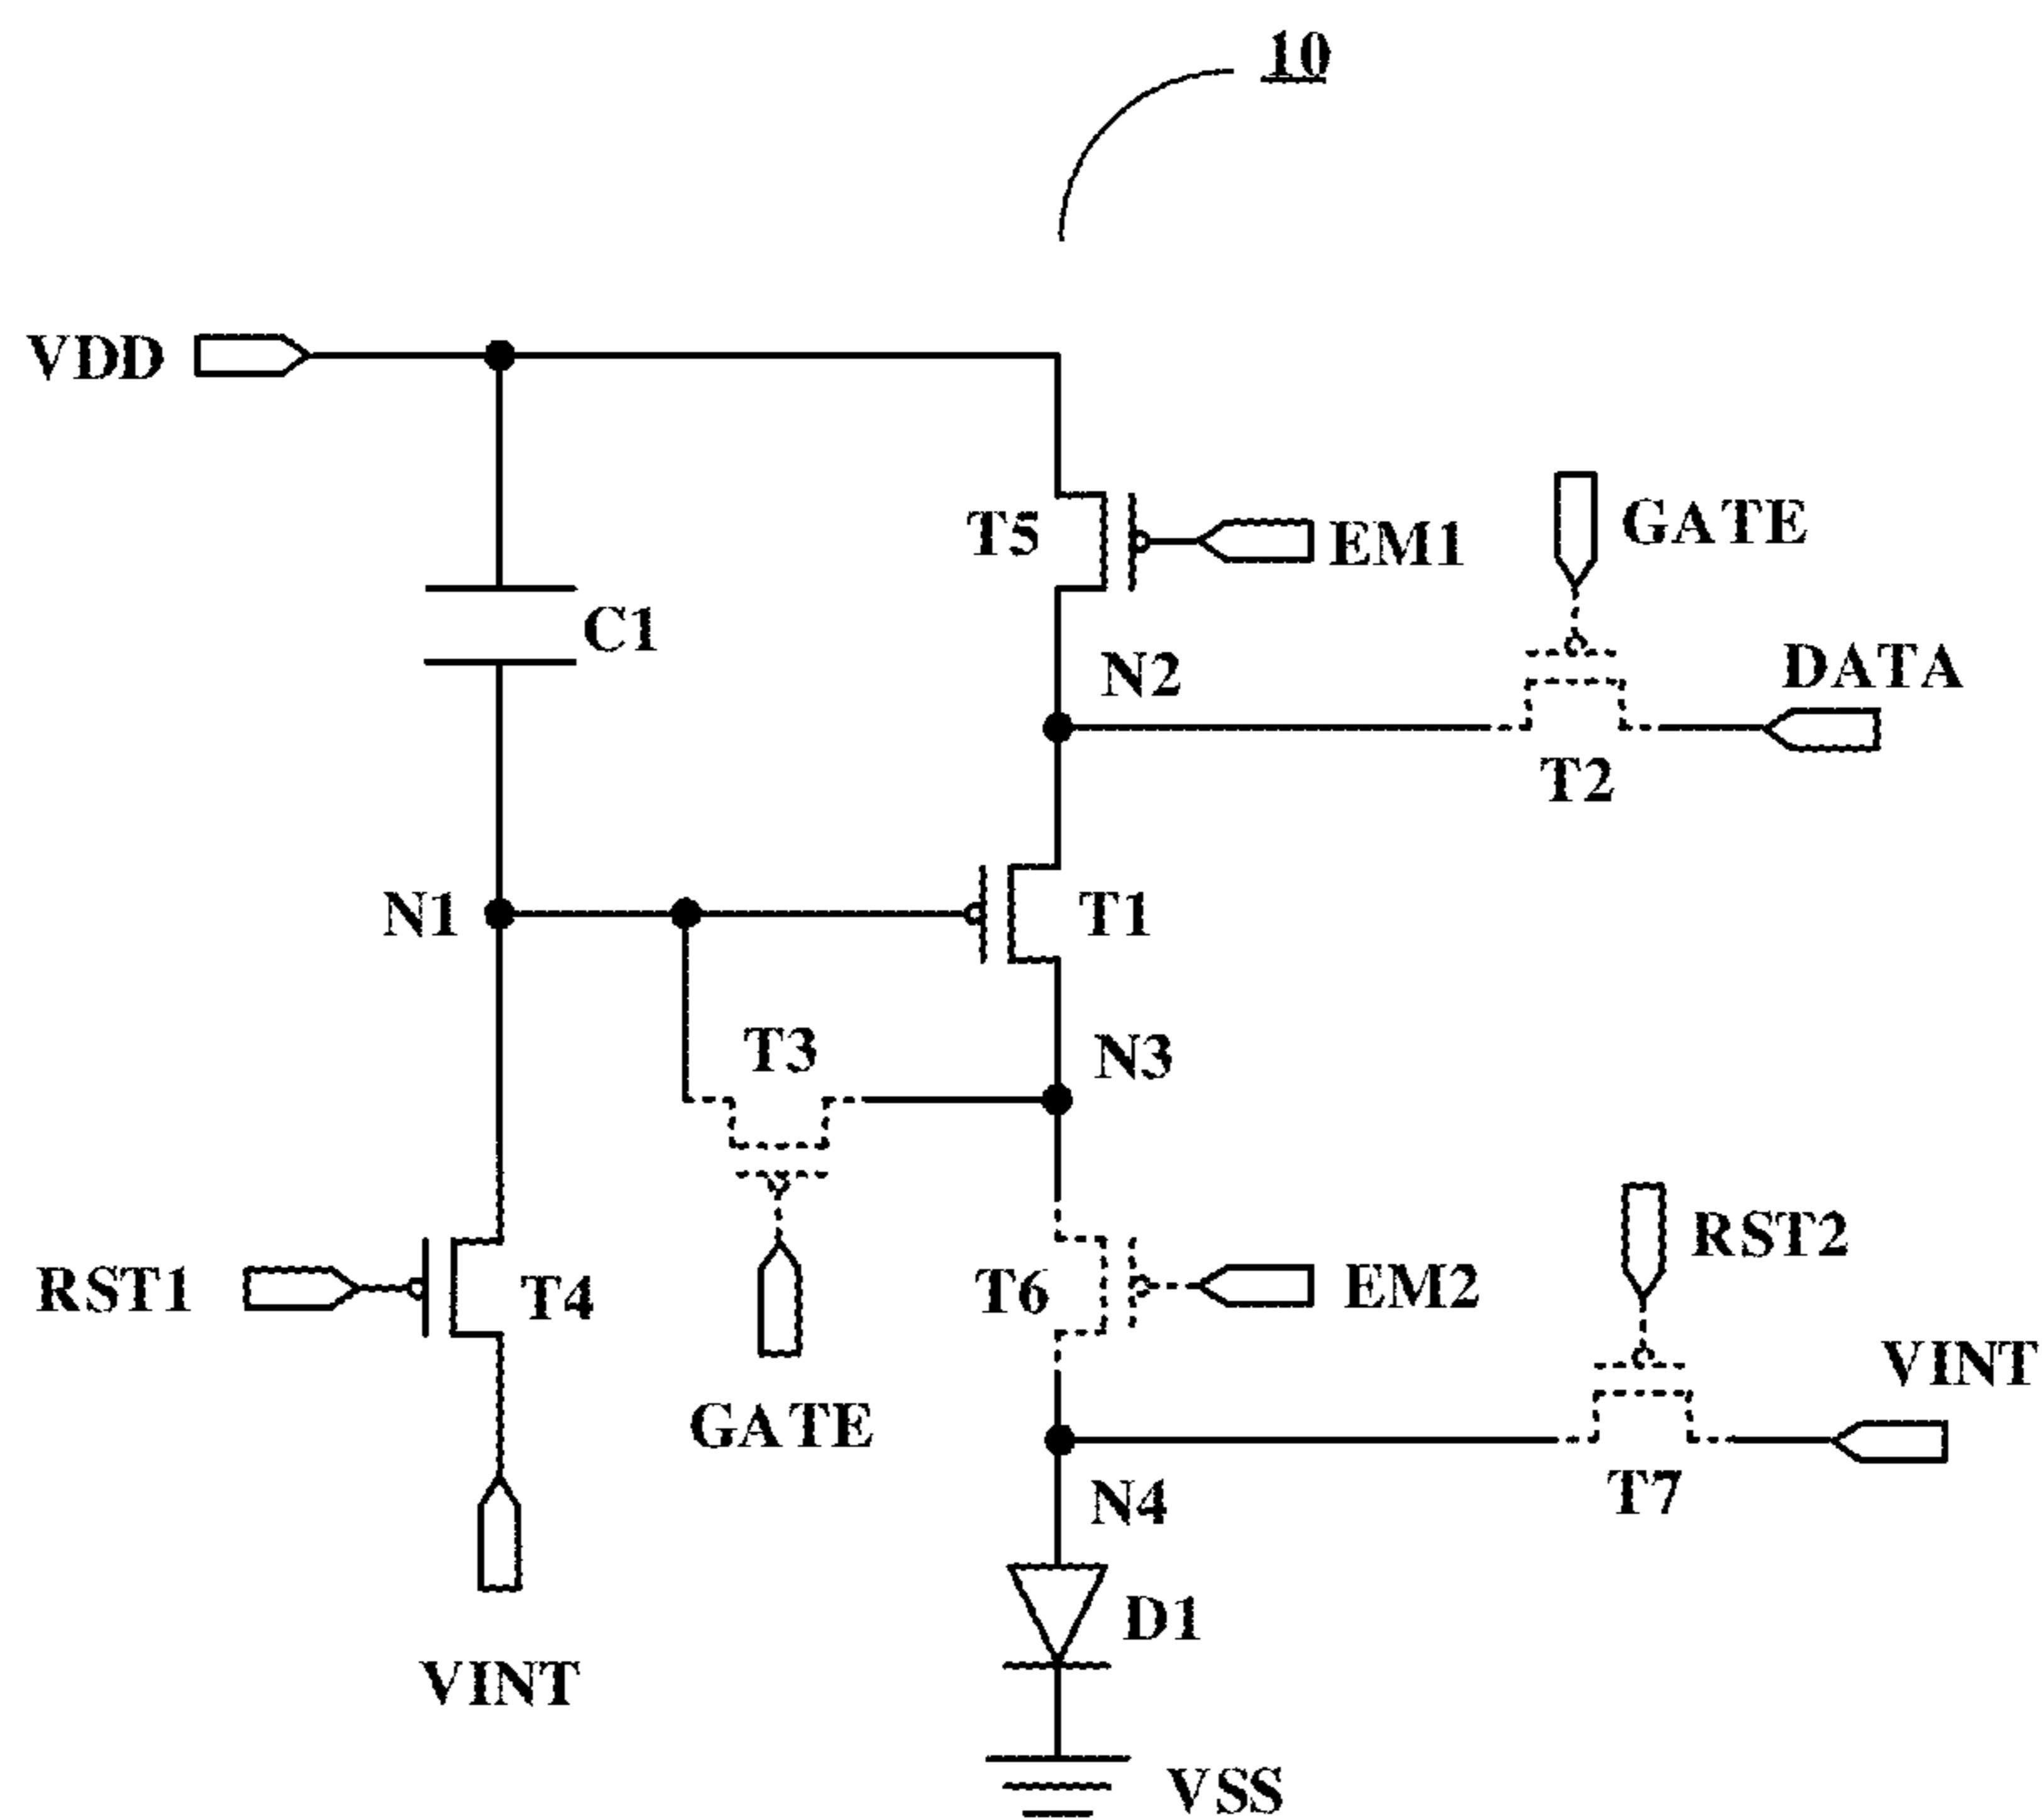 10
VDD
T5
EM1
GATE
C1
N2
DATA
T2
N1
T1
T3
N3
RST1
T4
T6
EM2
RST2
GATE
VINT
N4
T7
D1
VINT
VSS